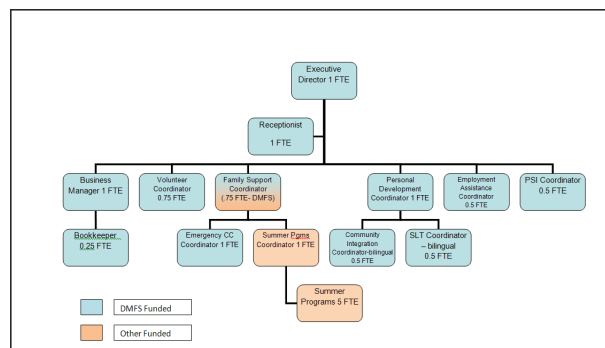 Executive
Director 1 FTE
Receptionist
1 FTE
Business
Manager 1 FTE
Volunteer
Coordinator
0.75 FTE
Family Support
Coordinator
(.75 FTE- DMFS)
Personal
Development
Coordinator 1 FTE
Employment
Assistance
Coordinator
0.5 FTE
PSI Coordinator
0.5 FTE
Bookkeeper
0.25 FTE
Emergency CC
Coordinator 1 FTE
Summer Pgms
Coordinator 1 FTE
Community
Integration
Coordinator-bilingual
0.5 FTE
SLT Coordinator
– bilingual
0.5 FTE
Summer
Programs 5 FTE
DMFS Funded
Other Funded